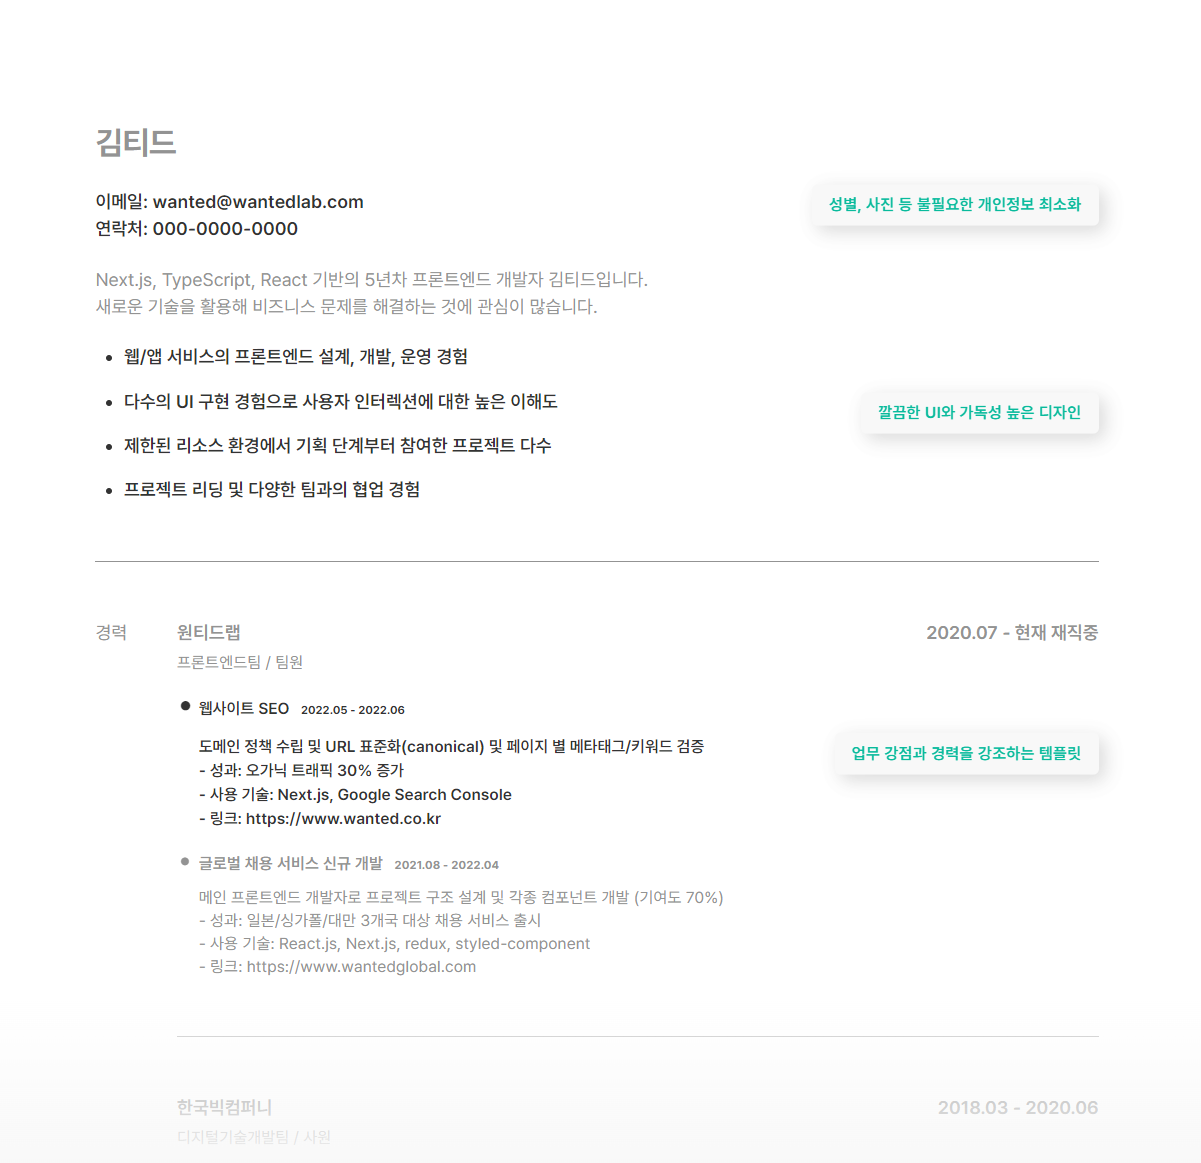 김티드
이메일: wanted@wantedlab.com
성별, 사진 등 불필요한 개인정보 최소화
연락처: 000-0000-0000
Next.js, TypeScript, React 기반의 5년차 프론트엔드 개발자 김티드입니다.
새로운 기술을 활용해 비즈니스 문제를 해결하는 것에 관심이 많습니다.
• 웹/앱 서비스의 프론트엔드 설계, 개발, 운영 경험
• 다수의 UI 구현 경험으로 사용자 인터렉션에 대한 높은 이해도
깔끔한 UI와 가독성 높은 디자인
• 제한된 리소스 환경에서 기획 단계부터 참여한 프로젝트 다수
• 프로젝트 리딩 및 다양한 팀과의 협업 경험
경력 원티드랩 2020.07 - 현재 재직중
프론트엔드팀 / 팀원
• 웹사이트 SEO 2022.05 - 2022.06
도메인 정책 수립 및 URL 표준화(canonical) 및 페이지 별 메타태그/키워드 검증
업무 강점과 경력을 강조하는 템플릿
- 성과: 오가닉 트래픽 30% 증가
- 사용 기술: Next.js, Google Search Console
- 링크: https://www.wanted.co.kr
• 글로벌 채용 서비스 신규 개발 2021.08 - 2022.04
메인 프론트엔드 개발자로 프로젝트 구조 설계 및 각종 컴포넌트 개발 (기여도 70%)
- 성과: 일본/싱가폴/대만 3개국 대상 채용 서비스 출시
- 사용 기술: React.js, Next.js, redux, styled-component
- 링크: https://www.wantedglobal.com
한국빅컴퍼니 2018.03 - 2020.06
디지털기술개발팀 / 사원